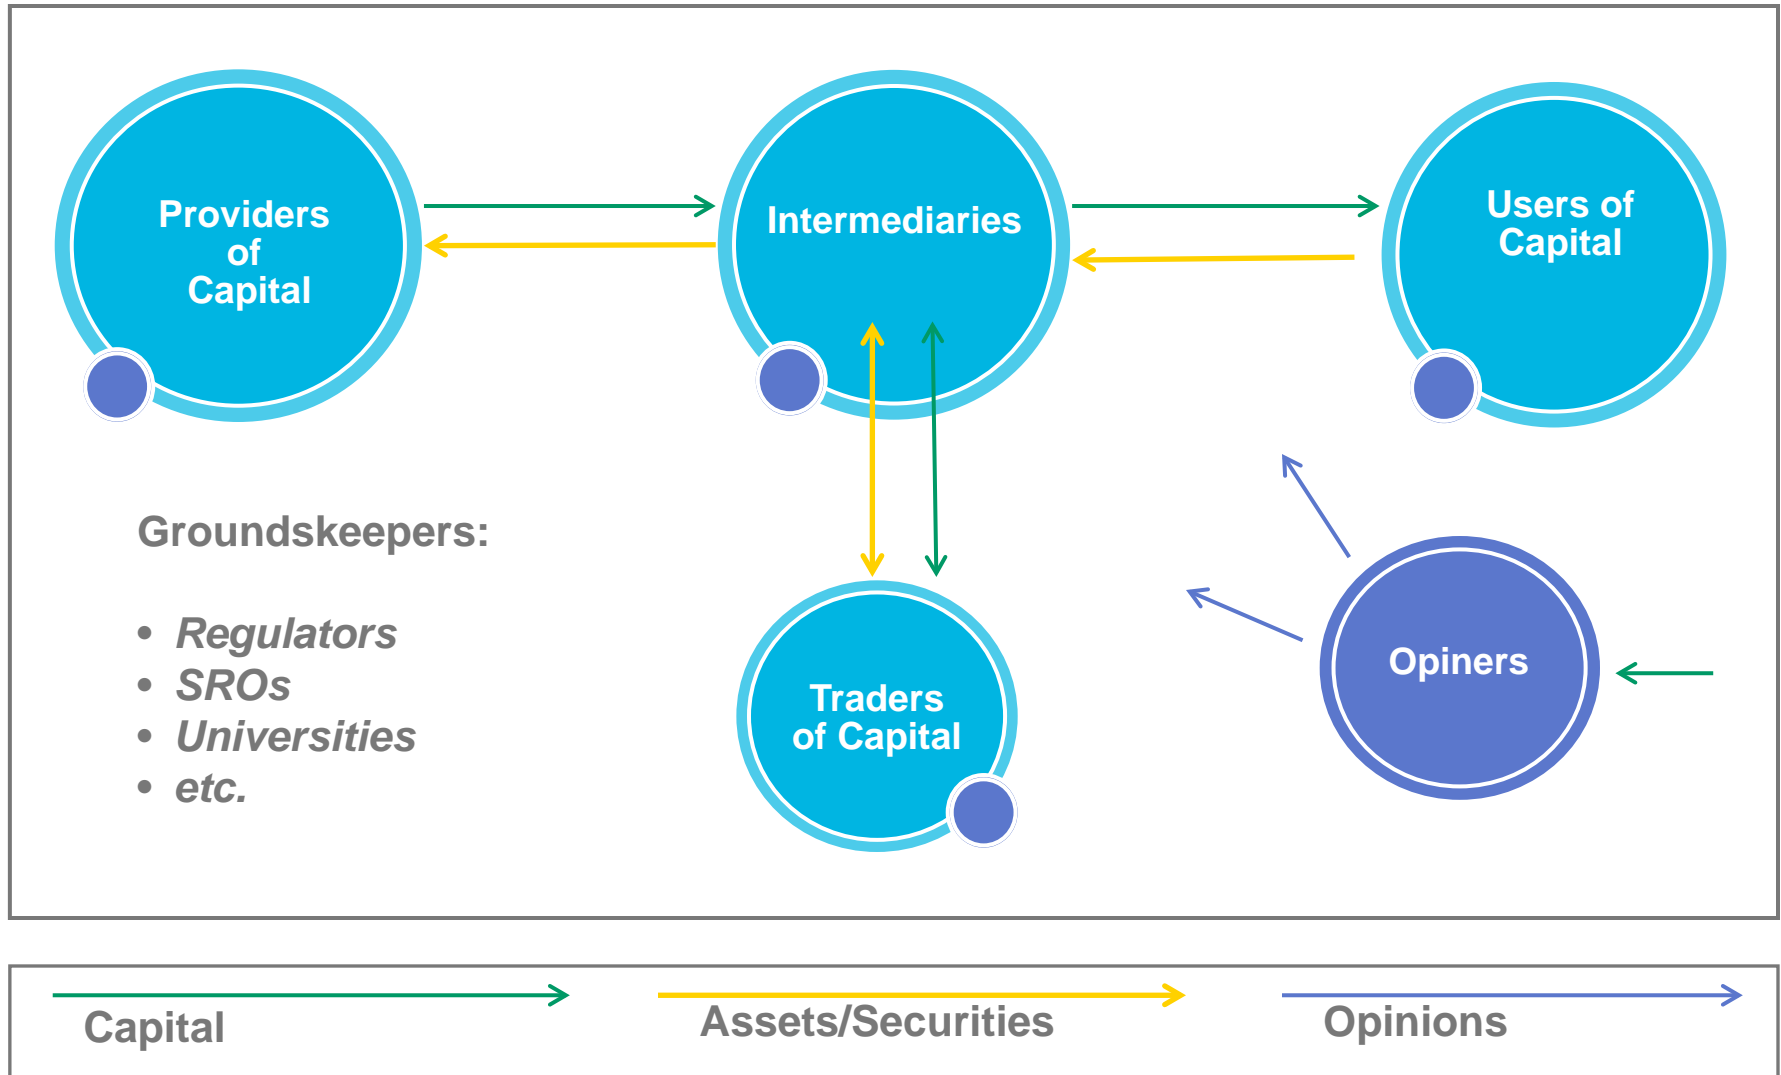 Providers
of
Capital
Intermediaries
Users of
Capital
Groundskeepers:
• Regulators
• SROs
• Universities
• etc.
Traders
of Capital
Opiners
Capital
Assets/Securities
Opinions